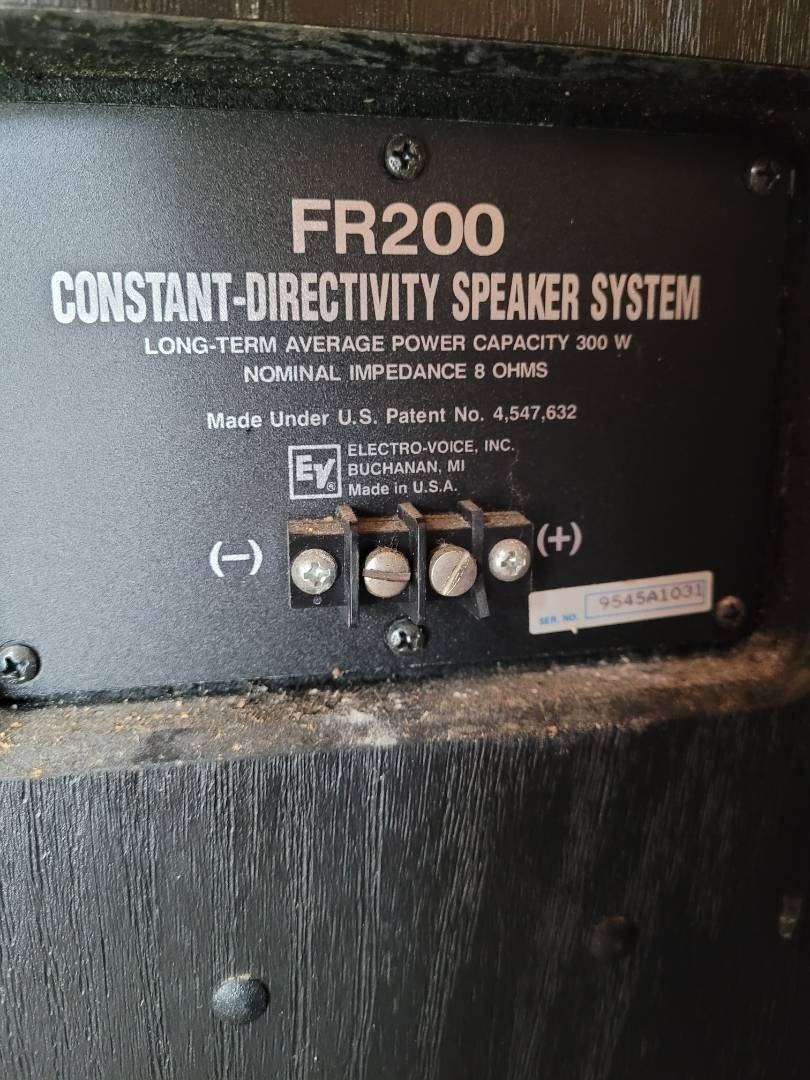 FR200
CONSTANT-DIRECTIVITY SPEAKER SYSTEM
LONG-TERM AVERAGE POWER CAPACITY 300 W
NOMINAL IMPEDANCE 8 OHMS
Made Under U.S. Patent No. 4,547,632
EV®
ELECTRO-VOICE, INC.
BUCHANAN, MI
Made in U.S.A.
(−) (+)
SER. NO. 9545A1031